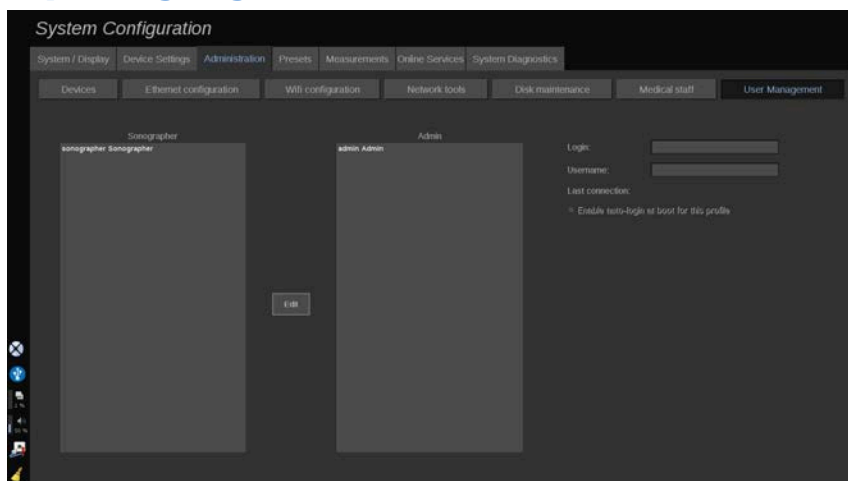 System Configuration
System / Display Device Settings Administration Presets Measurements Online Services System Diagnostics
Devices Ethernet configuration Wifi configuration Network tools Disk maintenance Medical staff User Management
Sonographer Admin
sonographer Sonographer admin Admin
Login:
Username:
Last connection:
Enable auto-login at boot for this profile
Edit